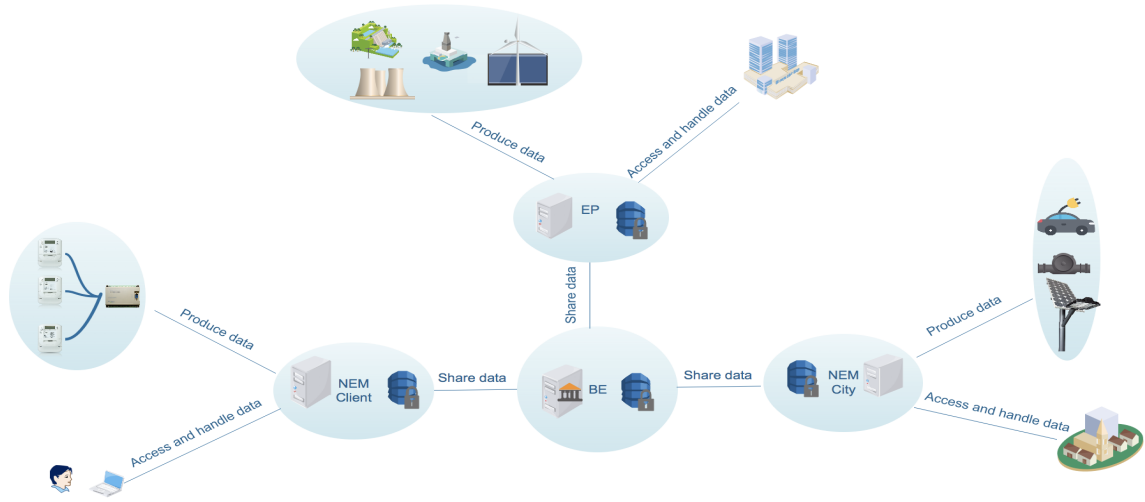 Produce data
Access and handle data
EP
Share data
Produce data
Produce data
NEM
Client
Share data
BE
Share data
NEM
City
Access and handle data
Access and handle data